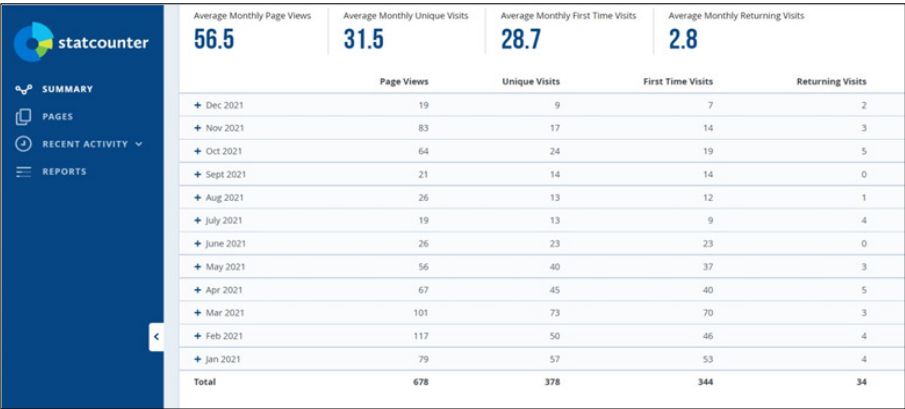 statcounter
SUMMARY
PAGES
RECENT ACTIVITY
REPORTS
Average Monthly Page Views Average Monthly Unique Visits Average Monthly First Time Visits Average Monthly Returning Visits
56.5 31.5 28.7 2.8
Page Views Unique Visits First Time Visits Returning Visits
+ Dec 2021 19 9 7 2
+ Nov 2021 83 17 14 3
+ Oct 2021 64 24 19 5
+ Sept 2021 21 14 14 0
+ Aug 2021 26 13 12 1
+ July 2021 19 13 9 4
+ June 2021 26 23 23 0
+ May 2021 56 40 37 3
+ Apr 2021 67 45 40 5
+ Mar 2021 101 73 70 3
+ Feb 2021 117 50 46 4
+ Jan 2021 79 57 53 4
Total 678 378 344 34